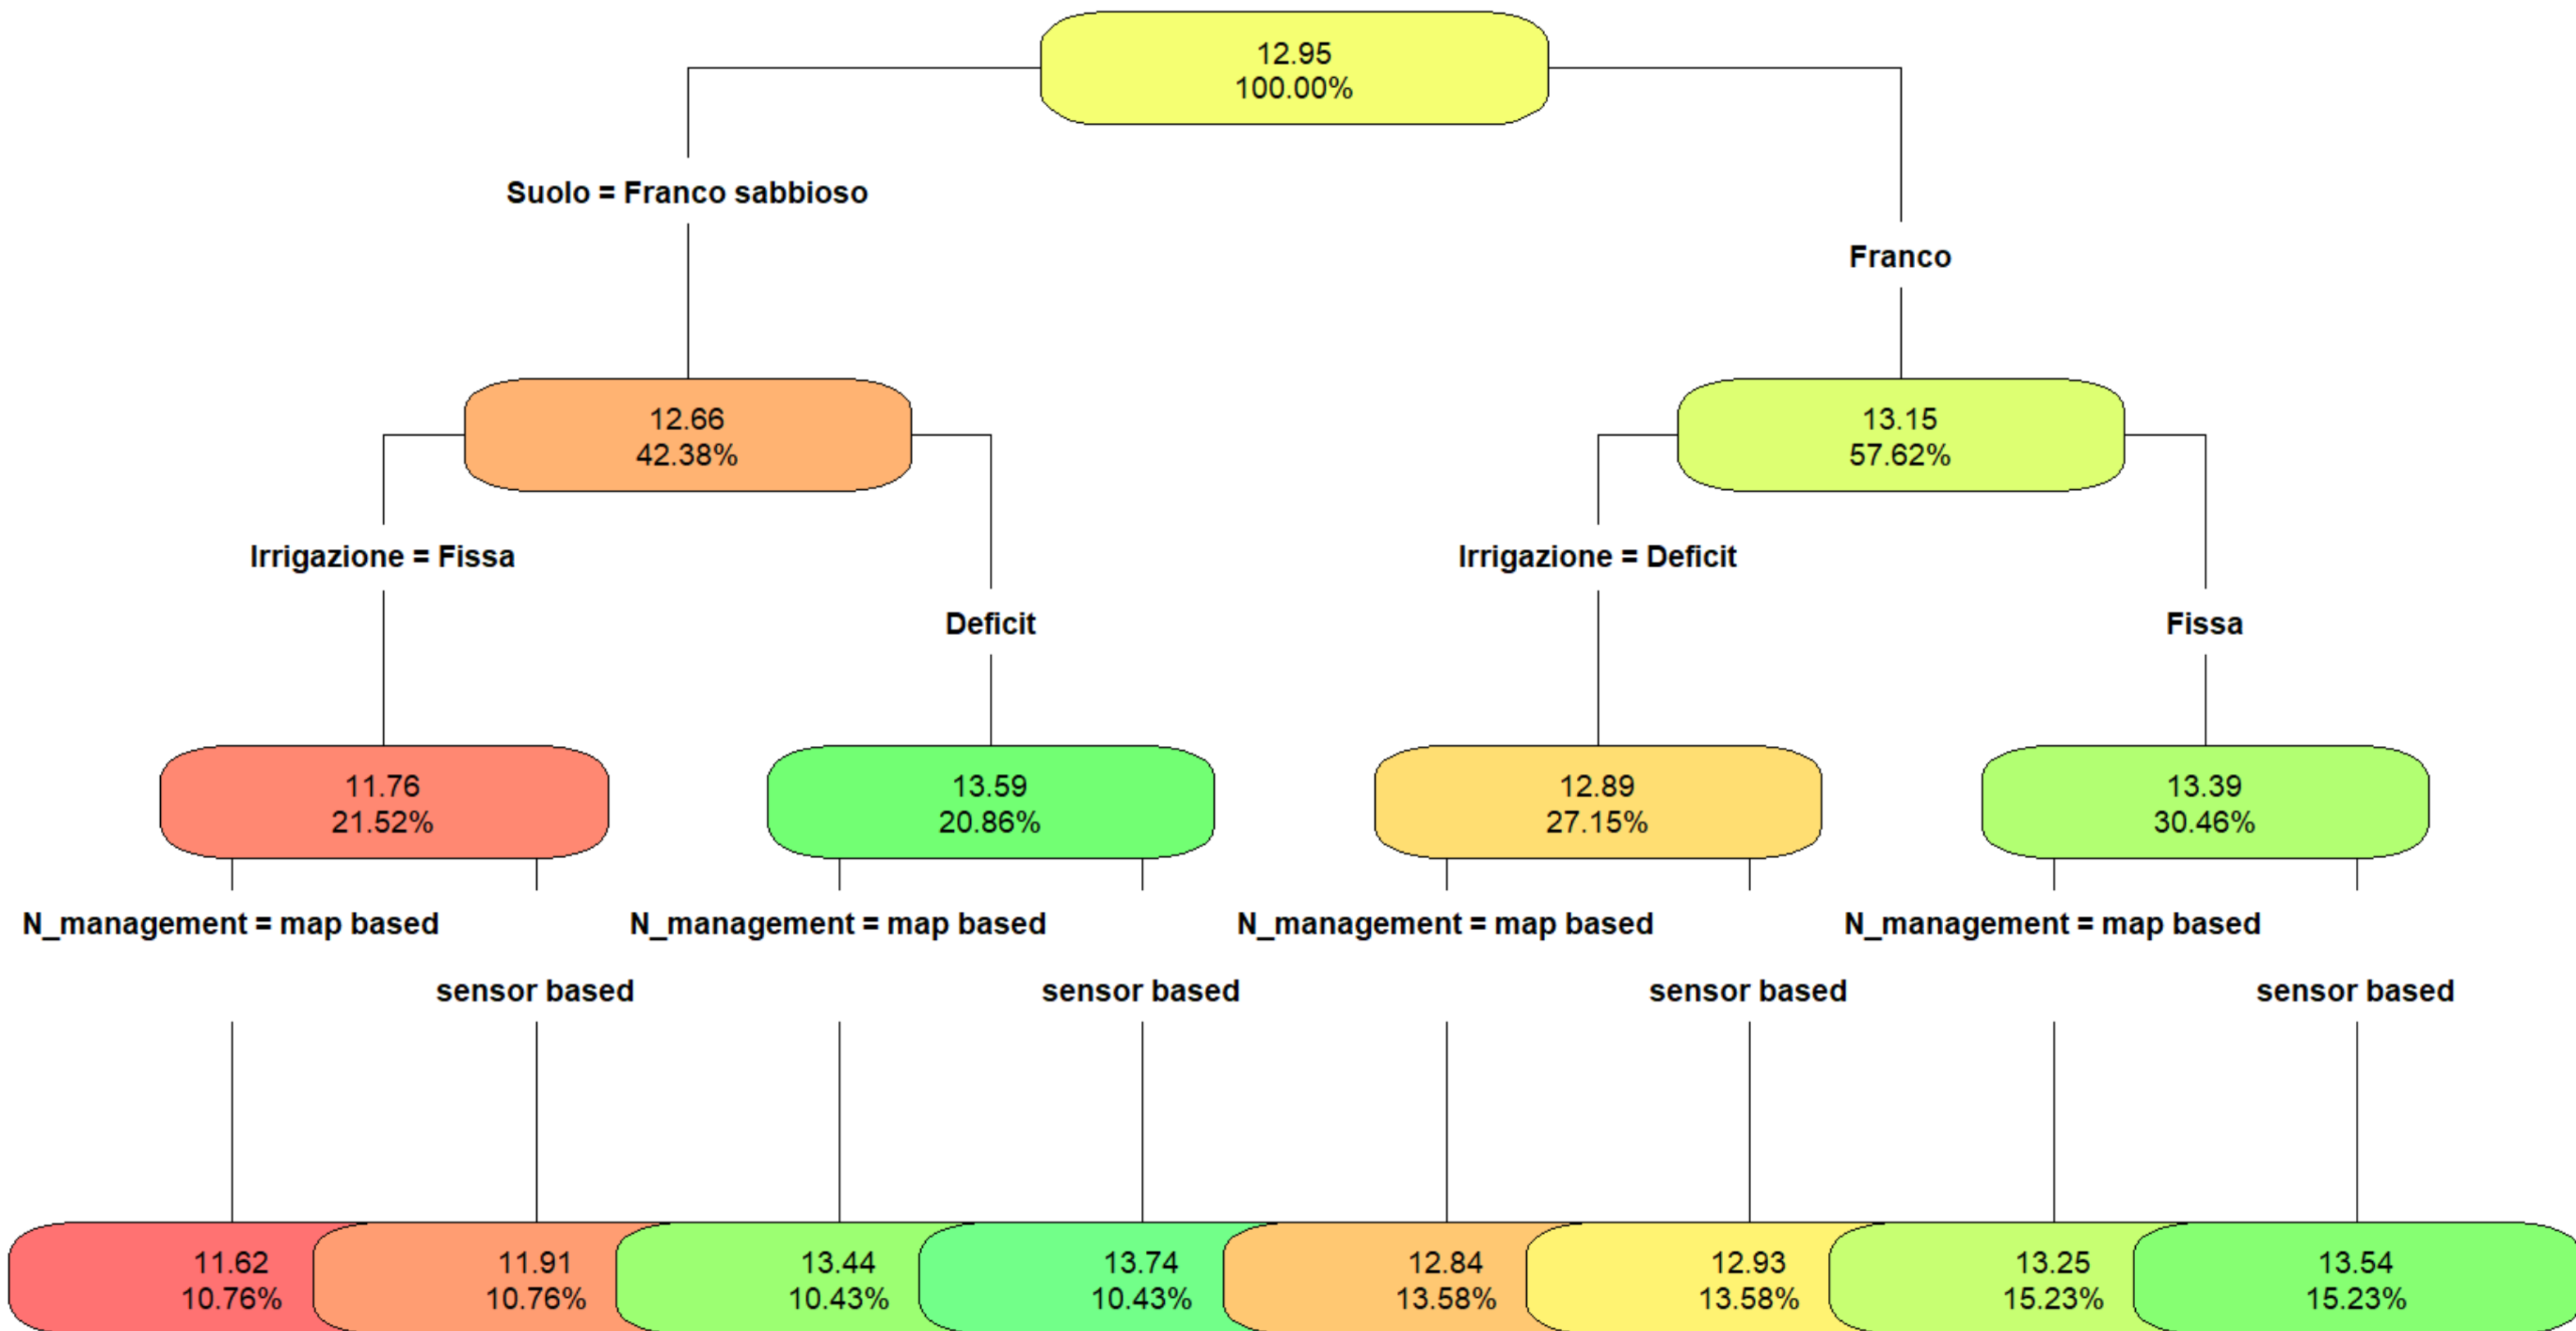 12.95
100.00%
Suolo = Franco sabbioso
Franco
12.66
42.38%
13.15
57.62%
Irrigazione = Fissa
Irrigazione = Deficit
Deficit
Fissa
11.76
21.52%
13.59
20.86%
12.89
27.15%
13.39
30.46%
N_management = map based
N_management = map based
N_management = map based
N_management = map based
sensor based
sensor based
sensor based
sensor based
11.62
10.76%
11.91
10.76%
13.44
10.43%
13.74
10.43%
12.84
13.58%
12.93
13.58%
13.25
15.23%
13.54
15.23%